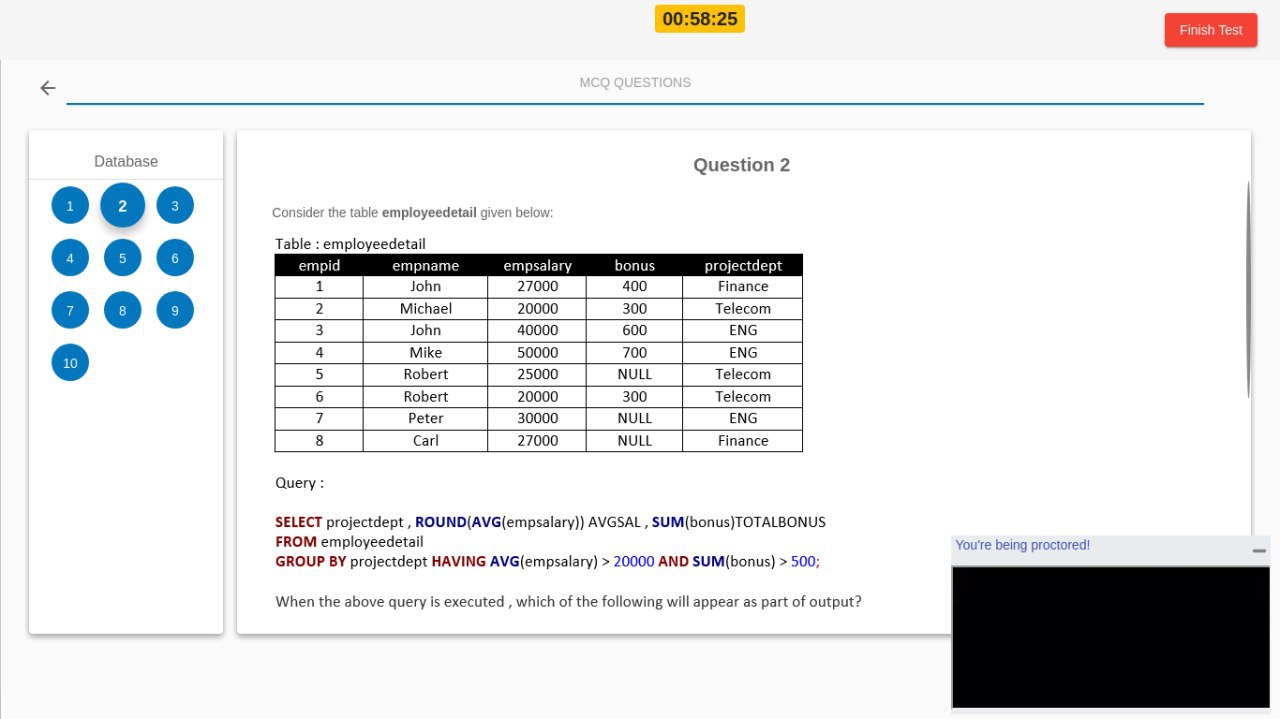 00:58:25
Finish Test
MCQ QUESTIONS
Database
1 2 3
4 5 6
7 8 9
10
Question 2
Consider the table employeedetail given below:
Table : employeedetail
empid empname empsalary bonus projectdept
1 John 27000 400 Finance
2 Michael 20000 300 Telecom
3 John 40000 600 ENG
4 Mike 50000 700 ENG
5 Robert 25000 NULL Telecom
6 Robert 20000 300 Telecom
7 Peter 30000 NULL ENG
8 Carl 27000 NULL Finance
Query :
SELECT projectdept , ROUND(AVG(empsalary)) AVGSAL , SUM(bonus)TOTALBONUS
FROM employeedetail
GROUP BY projectdept HAVING AVG(empsalary) > 20000 AND SUM(bonus) > 500;
When the above query is executed , which of the following will appear as part of output?
You're being proctored!